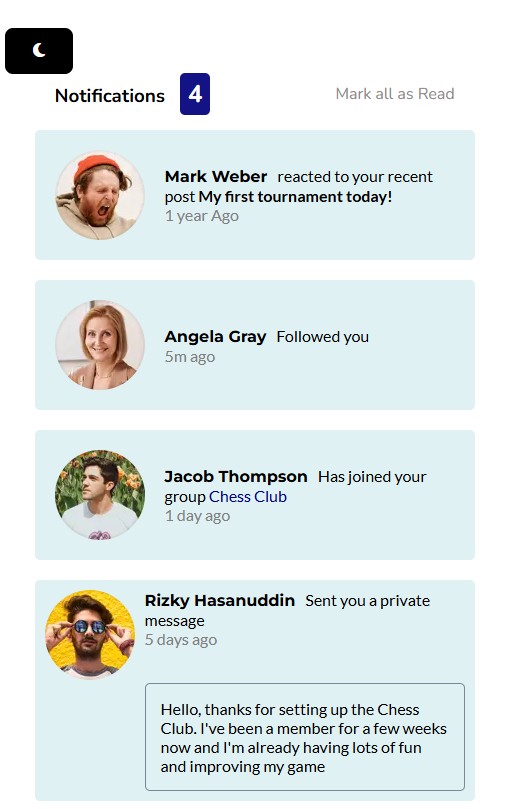 Notifications 4 Mark all as Read
Mark Weber reacted to your recent
post My first tournament today!
1 year Ago
Angela Gray Followed you
5m ago
Jacob Thompson Has joined your
group Chess Club
1 day ago
Rizky Hasanuddin Sent you a private
message
5 days ago
Hello, thanks for setting up the Chess
Club. I've been a member for a few weeks
now and I'm already having lots of fun
and improving my game